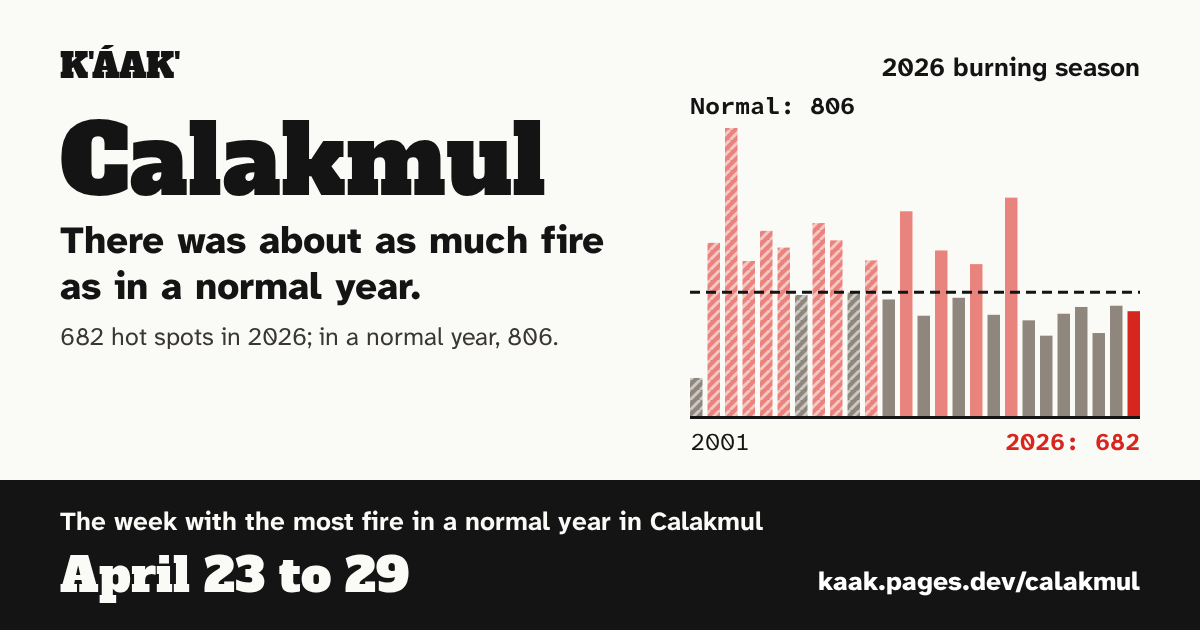 K'ÁAK'
2026 burning season
Calakmul
There was about as much fire
as in a normal year.
682 hot spots in 2026; in a normal year, 806.
Normal: 806
2001
2026: 682
The week with the most fire in a normal year in Calakmul
April 23 to 29
kaak.pages.dev/calakmul